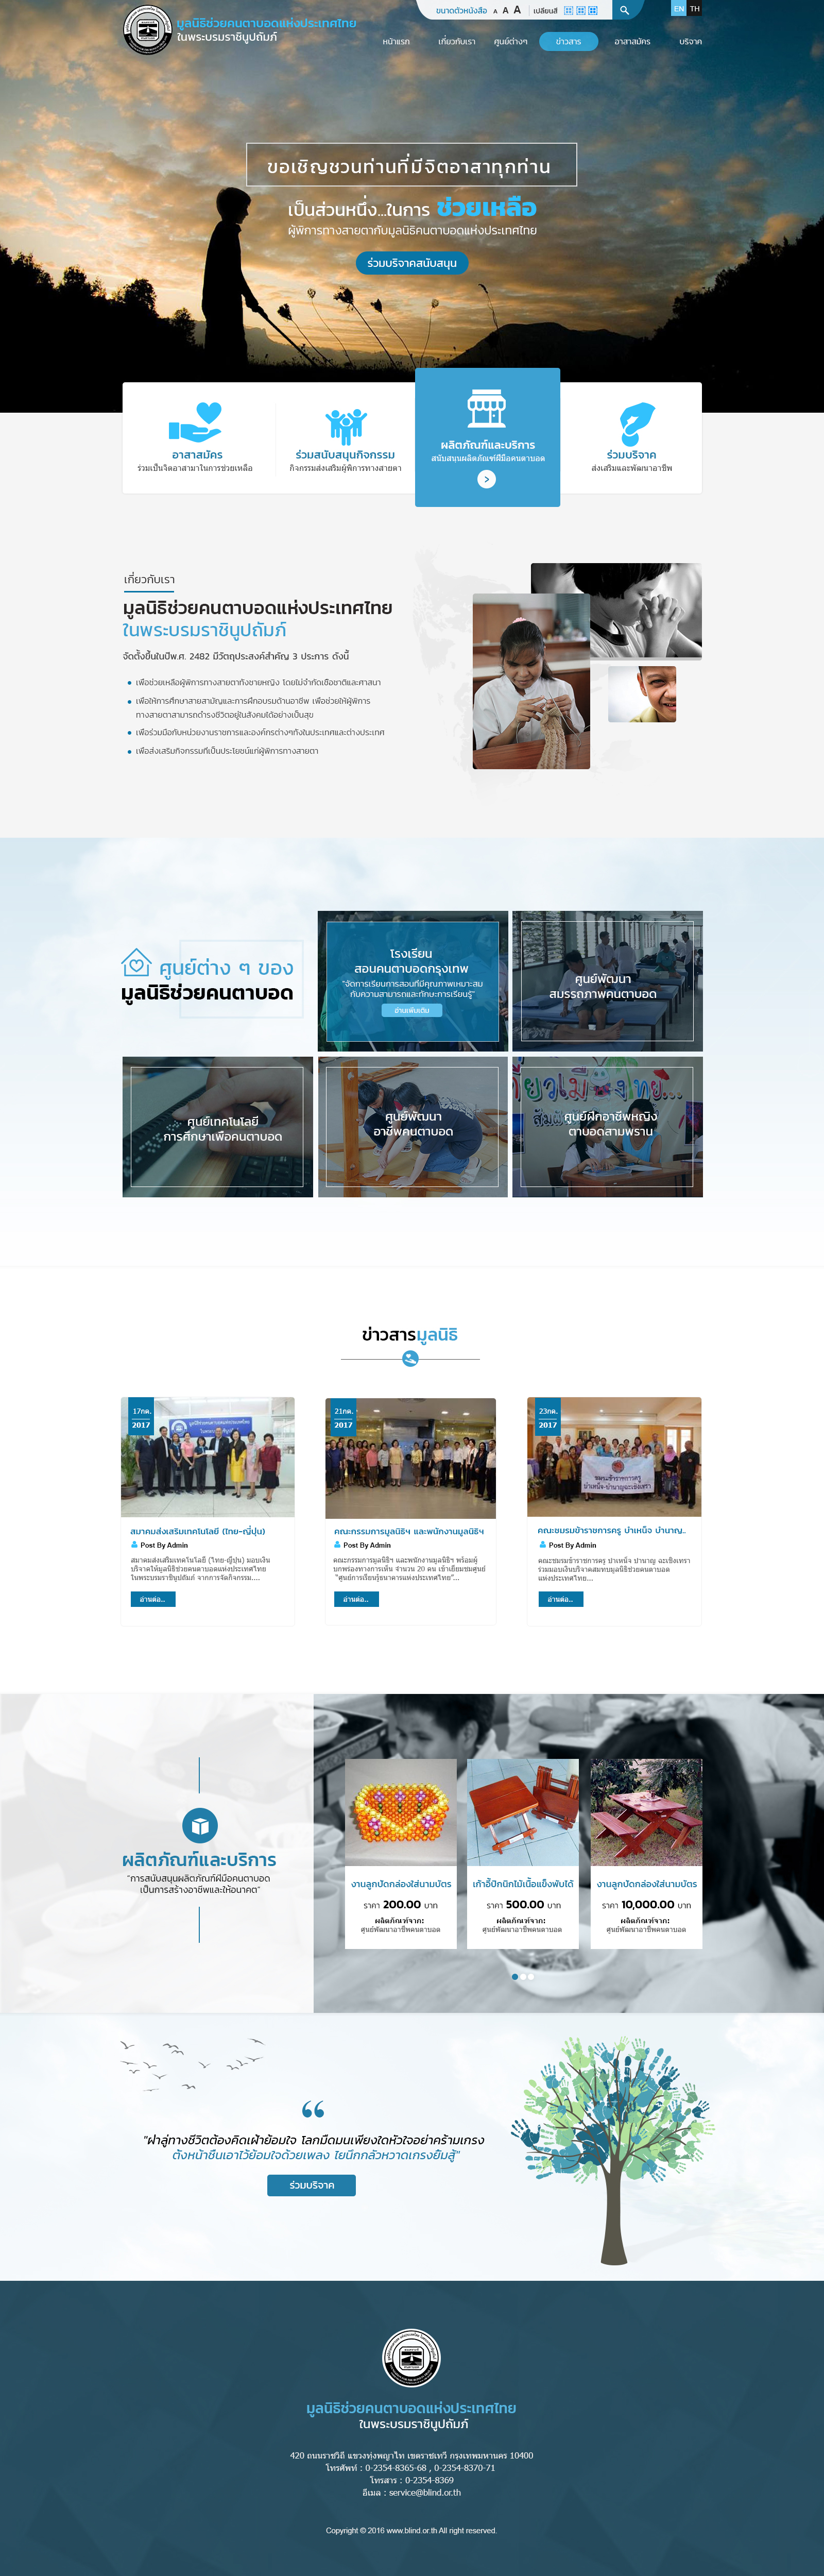 มูลนิธิช่วยคนตาบอดแห่งประเทศไทย
ในพระบรมราชินูปถัมภ์
ขนาดตัวหนังสือ A A A เปลี่ยนสี
EN TH
หน้าแรก เกี่ยวกับเรา ศูนย์ต่างๆ ข่าวสาร อาสาสมัคร บริจาค
ขอเชิญชวนท่านที่มีจิตอาสาทุกท่าน
เป็นส่วนหนึ่ง...ในการ ช่วยเหลือ
ผู้พิการทางสายตากับมูลนิธิคนตาบอดแห่งประเทศไทย
ร่วมบริจาคสนับสนุน
อาสาสมัคร
ร่วมเป็นจิตอาสามาในการช่วยเหลือ
ร่วมสนับสนุนกิจกรรม
กิจกรรมส่งเสริมผู้พิการทางสายตา
ผลิตภัณฑ์และบริการ
สนับสนุนผลิตภัณฑ์ฝีมือคนตาบอด
ร่วมบริจาค
ส่งเสริมและพัฒนาอาชีพ
เกี่ยวกับเรา
มูลนิธิช่วยคนตาบอดแห่งประเทศไทย
ในพระบรมราชินูปถัมภ์
จัดตั้งขึ้นในปีพ.ศ. 2482 มีวัตถุประสงค์สำคัญ 3 ประการ ดังนี้
เพื่อช่วยเหลือผู้พิการทางสายตาทั้งชายหญิง โดยไม่จำกัดเชื้อชาติและศาสนา
เพื่อให้การศึกษาสายสามัญและการฝึกอบรมด้านอาชีพ เพื่อช่วยให้ผู้พิการ
ทางสายตาสามารถดำรงชีวิตอยู่ในสังคมได้อย่างเป็นสุข
เพื่อร่วมมือกับหน่วยงานราชการและองค์กรต่างๆทั้งในประเทศและต่างประเทศ
เพื่อส่งเสริมกิจกรรมที่เป็นประโยชน์แก่ผู้พิการทางสายตา
ศูนย์ต่าง ๆ ของ
มูลนิธิช่วยคนตาบอด
โรงเรียน
สอนคนตาบอดกรุงเทพ
"จัดการเรียนการสอนที่มีคุณภาพเหมาะสม
กับความสามารถและทักษะการเรียนรู้"
อ่านเพิ่มเติม
ศูนย์พัฒนา
สมรรถภาพคนตาบอด
ศูนย์เทคโนโลยี
การศึกษาเพื่อคนตาบอด
ศูนย์พัฒนา
อาชีพคนตาบอด
ศูนย์ฝึกอาชีพหญิง
ตาบอดสามพราน
ข่าวสารมูลนิธิ
17กค.
2017
สมาคมส่งเสริมเทคโนโลยี (ไทย-ญี่ปุ่น)
Post By Admin
สมาคมส่งเสริมเทคโนโลยี (ไทย-ญี่ปุ่น) มอบเงิน
บริจาคให้มูลนิธิช่วยคนตาบอดแห่งประเทศไทย
ในพระบรมราชินูปถัมภ์ จากการจัดกิจกรรม....
อ่านต่อ...
21กค.
2017
คณะกรรมการมูลนิธิฯ และพนักงานมูลนิธิฯ
Post By Admin
คณะกรรมการมูลนิธิฯ และพนักงานมูลนิธิฯ พร้อมผู้
บกพร่องทางการเห็น จำนวน 20 คน เข้าเยี่ยมชมศูนย์
"ศูนย์การเรียนรู้ธนาคารแห่งประเทศไทย"...
อ่านต่อ...
23กค.
2017
คณะชมรมข้าราชการครู บำเหน็จ บำนาญ..
Post By Admin
คณะชมรมข้าราชการครู บำเหน็จ บำนาญ ฉะเชิงเทรา
ร่วมมอบเงินบริจาคสมทบมูลนิธิช่วยคนตาบอด
แห่งประเทศไทย...
อ่านต่อ...
ผลิตภัณฑ์และบริการ
"การสนับสนุนผลิตภัณฑ์ฝีมือคนตาบอด
เป็นการสร้างอาชีพและให้อนาคต"
งานลูกปัดกล่องใส่นามบัตร
ราคา 200.00 บาท
ผลิตภัณฑ์จาก:
ศูนย์พัฒนาอาชีพคนตาบอด
เก้าอี้ปิกนิกไม้เนื้อแข็งพับได้
ราคา 500.00 บาท
ผลิตภัณฑ์จาก:
ศูนย์พัฒนาอาชีพคนตาบอด
งานลูกปัดกล่องใส่นามบัตร
ราคา 10,000.00 บาท
ผลิตภัณฑ์จาก:
ศูนย์พัฒนาอาชีพคนตาบอด
"ฝ่าสู่ทางชีวิตต้องคิดเฝ้าย้อมใจ โลกมืดมนเพียงใดหัวใจอย่าคร้ามเกรง
ตั้งหน้าชื่นเอาไว้ย้อมใจด้วยเพลง ไยนึกกลัวหวาดเกรงยิ้มสู้"
ร่วมบริจาค
มูลนิธิช่วยคนตาบอดแห่งประเทศไทย
ในพระบรมราชินูปถัมภ์
420 ถนนราชวิถี แขวงทุ่งพญาไท เขตราชเทวี กรุงเทพมหานคร 10400
โทรศัพท์ : 0-2354-8365-68 , 0-2354-8370-71
โทรสาร : 0-2354-8369
อีเมล : service@blind.or.th
Copyright © 2016 www.blind.or.th All right reserved.